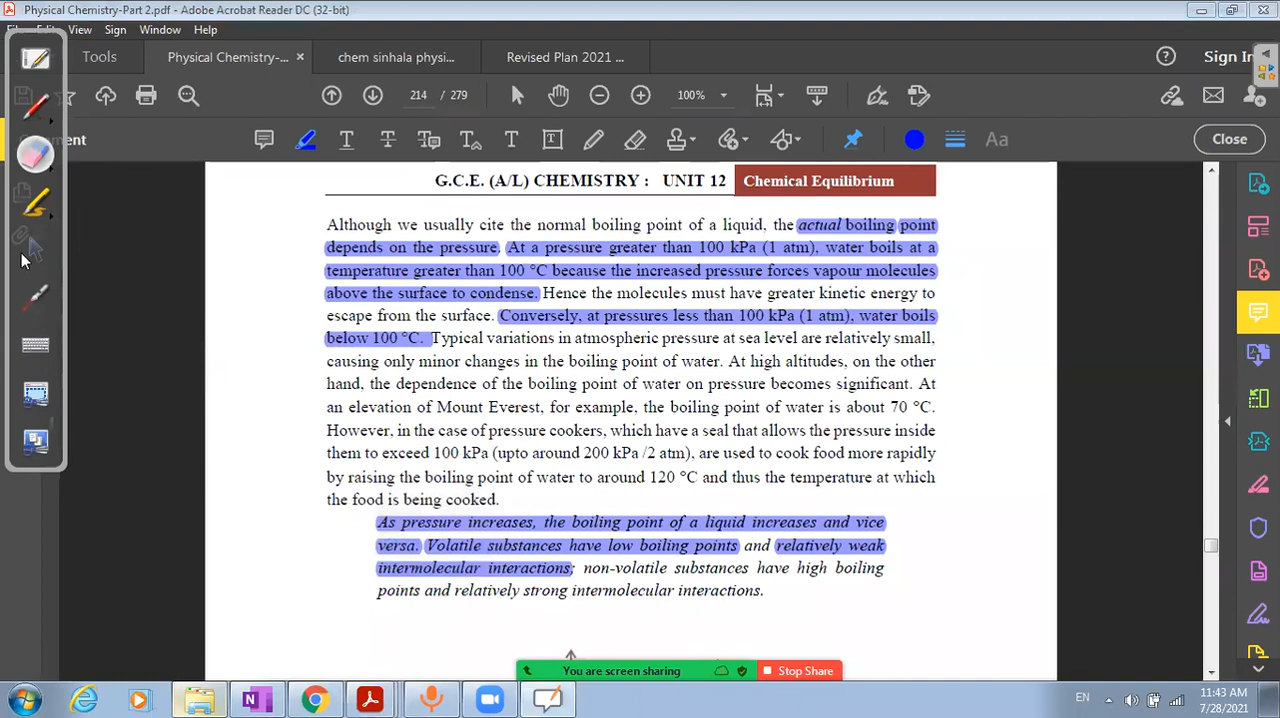 Physical Chemistry-Part 2.pdf - Adobe Acrobat Reader DC (32-bit)
View Sign Window Help
Tools Physical Chemistry-... × chem sinhala physi... Revised Plan 2021 ... Sign In
214 / 279 100%
Aa Close
G.C.E. (A/L) CHEMISTRY : UNIT 12 Chemical Equilibrium
Although we usually cite the normal boiling point of a liquid, the actual boiling point
depends on the pressure. At a pressure greater than 100 kPa (1 atm), water boils at a
temperature greater than 100 °C because the increased pressure forces vapour molecules
above the surface to condense. Hence the molecules must have greater kinetic energy to
escape from the surface. Conversely, at pressures less than 100 kPa (1 atm), water boils
below 100 °C. Typical variations in atmospheric pressure at sea level are relatively small,
causing only minor changes in the boiling point of water. At high altitudes, on the other
hand, the dependence of the boiling point of water on pressure becomes significant. At
an elevation of Mount Everest, for example, the boiling point of water is about 70 °C.
However, in the case of pressure cookers, which have a seal that allows the pressure inside
them to exceed 100 kPa (upto around 200 kPa /2 atm), are used to cook food more rapidly
by raising the boiling point of water to around 120 °C and thus the temperature at which
the food is being cooked.
As pressure increases, the boiling point of a liquid increases and vice
versa. Volatile substances have low boiling points and relatively weak
intermolecular interactions; non-volatile substances have high boiling
points and relatively strong intermolecular interactions.
You are screen sharing Stop Share
EN 11:43 AM
7/28/2021